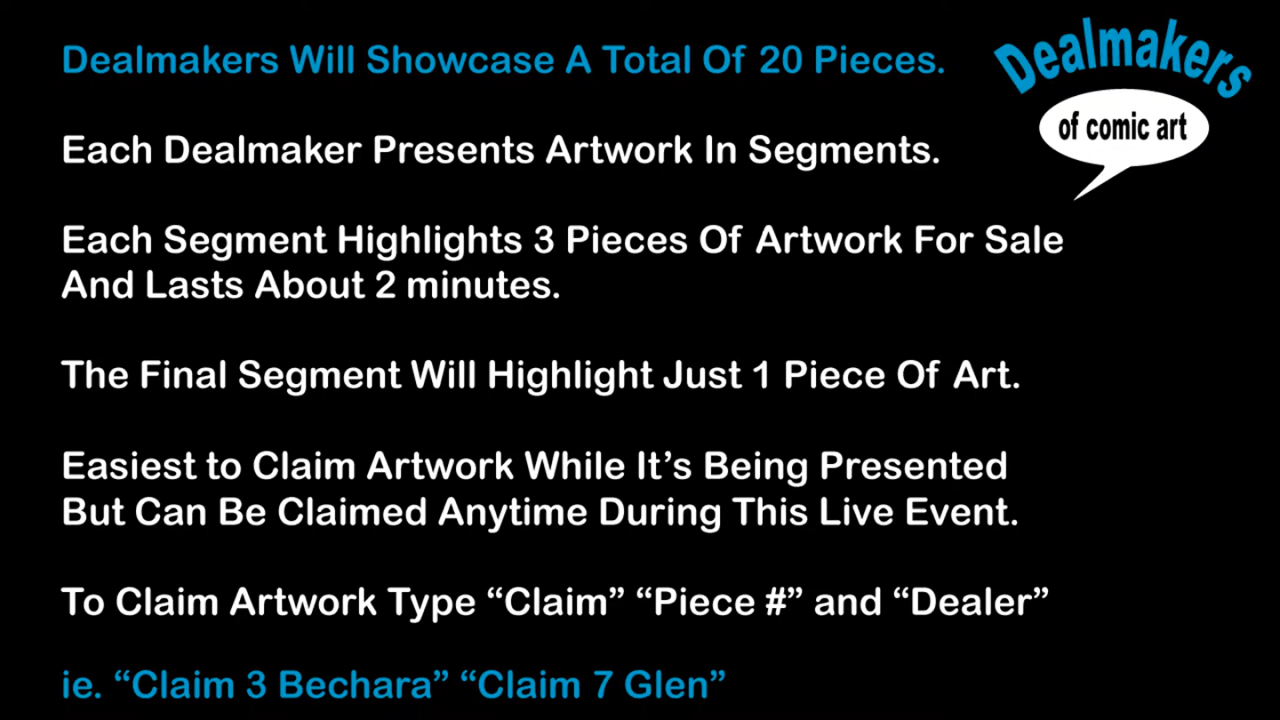 Dealmakers Will Showcase A Total Of 20 Pieces.
Dealmakers
of comic art
Each Dealmaker Presents Artwork In Segments.
Each Segment Highlights 3 Pieces Of Artwork For Sale
And Lasts About 2 minutes.
The Final Segment Will Highlight Just 1 Piece Of Art.
Easiest to Claim Artwork While It’s Being Presented
But Can Be Claimed Anytime During This Live Event.
To Claim Artwork Type “Claim” “Piece #” and “Dealer”
ie. “Claim 3 Bechara” “Claim 7 Glen”